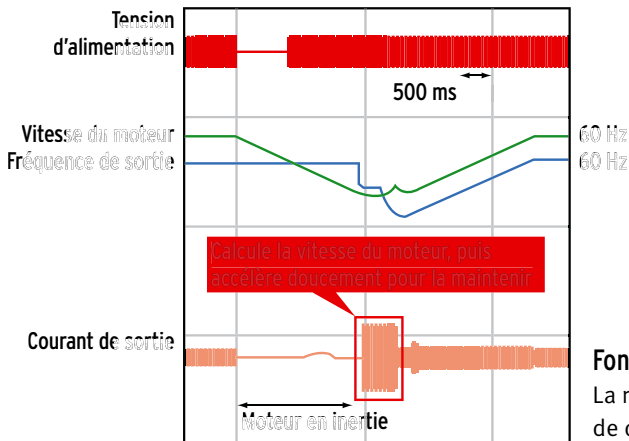 Tension
d'alimentation
500 ms
Vitesse du moteur
60 Hz
Fréquence de sortie
60 Hz
Calcule la vitesse du moteur, puis
accélère doucement pour la maintenir
Courant de sortie
Moteur en inertie
Fon
La r
de c